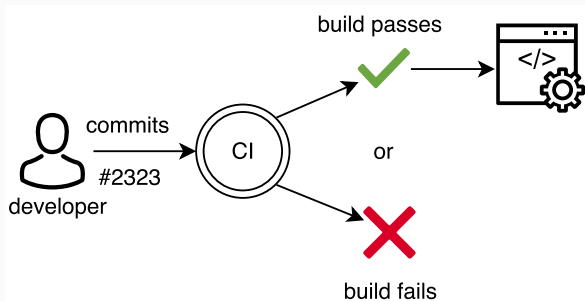 build passes
</>
commits
CI
or
#2323
developer
build fails